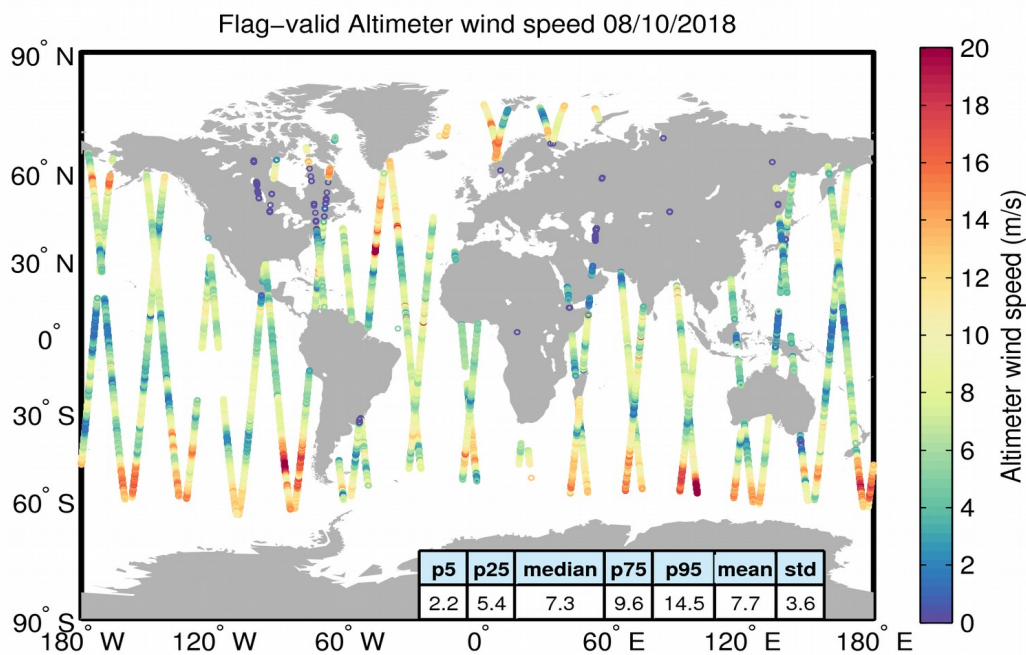 Flag−valid Altimeter wind speed 08/10/2018
90° N
60° N
30° N
0°
30° S
60° S
90° S
180° W
120° W
60° W
0°
60° E
120° E
180° E
p5 p25 median p75 p95 mean std
2.2 5.4 7.3 9.6 14.5 7.7 3.6
20
18
16
14
12
10
8
6
4
2
0
Altimeter wind speed (m/s)